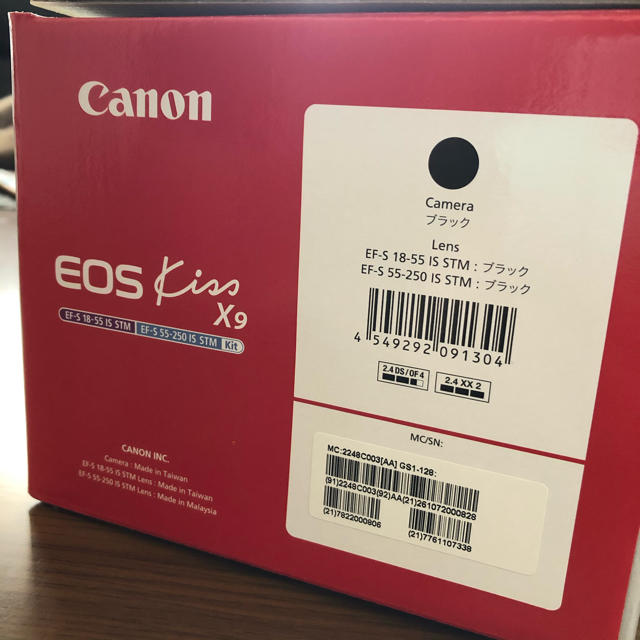 Canon
EOS Kiss
X9
EF-S 18-55 IS STM EF-S 55-250 IS STM Kit
CANON INC.
Camera : Made in Taiwan
EF-S 18-55 IS STM Lens : Made in Taiwan
EF-S 55-250 IS STM Lens : Made in Malaysia
Camera
ブラック
Lens
EF-S 18-55 IS STM : ブラック
EF-S 55-250 IS STM : ブラック
4 549292 091304
2.4 DS/OF 4 2.4 XX 2
MC/SN:
MC:2248C003[AA] GS1-128:
(91)2248C003(92)AA(21)261072000828
(21)7822000806 (21)7761107338